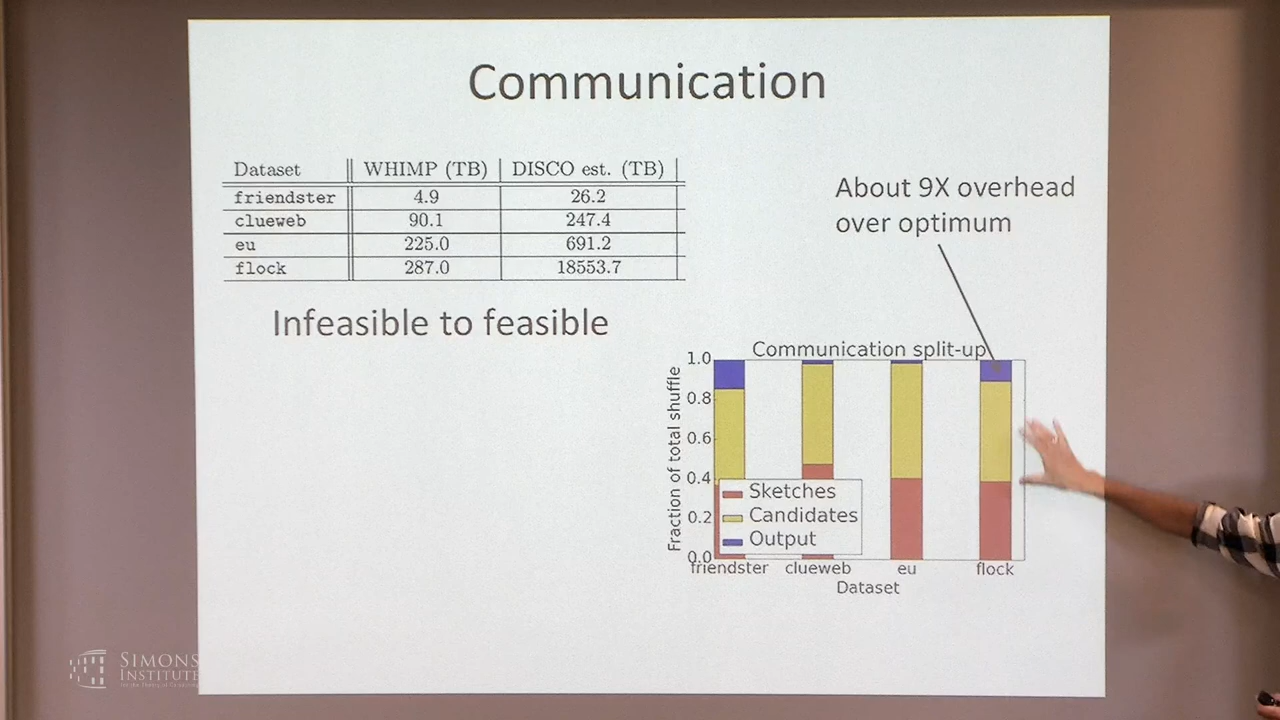 Communication
Dataset WHIMP (TB) DISCO est. (TB)
friendster 4.9 26.2
clueweb 90.1 247.4
eu 225.0 691.2
flock 287.0 18553.7
Infeasible to feasible
About 9X overhead
over optimum
Communication split-up
Fraction of total shuffle
1.0
0.8
0.6
0.4
0.2
0.0
Sketches
Candidates
Output
friendster clueweb eu flock
Dataset
SIMONS
INSTITUTE